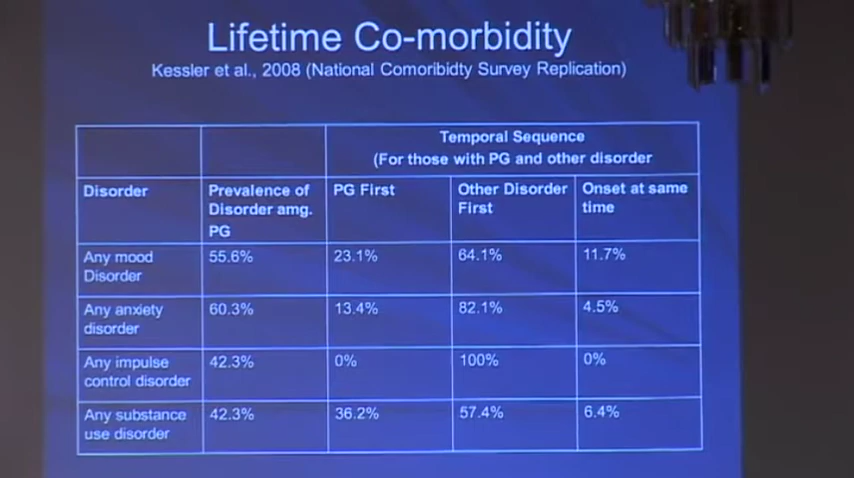 Lifetime Co-morbidity
Kessler et al., 2008 (National Comoribidty Survey Replication)
Temporal Sequence
(For those with PG and other disorder
Disorder
Prevalence of
Disorder amg.
PG
PG First
Other Disorder
First
Onset at same
time
Any mood
Disorder
55.6%
23.1%
64.1%
11.7%
Any anxiety
disorder
60.3%
13.4%
82.1%
4.5%
Any impulse
control disorder
42.3%
0%
100%
0%
Any substance
use disorder
42.3%
36.2%
57.4%
6.4%